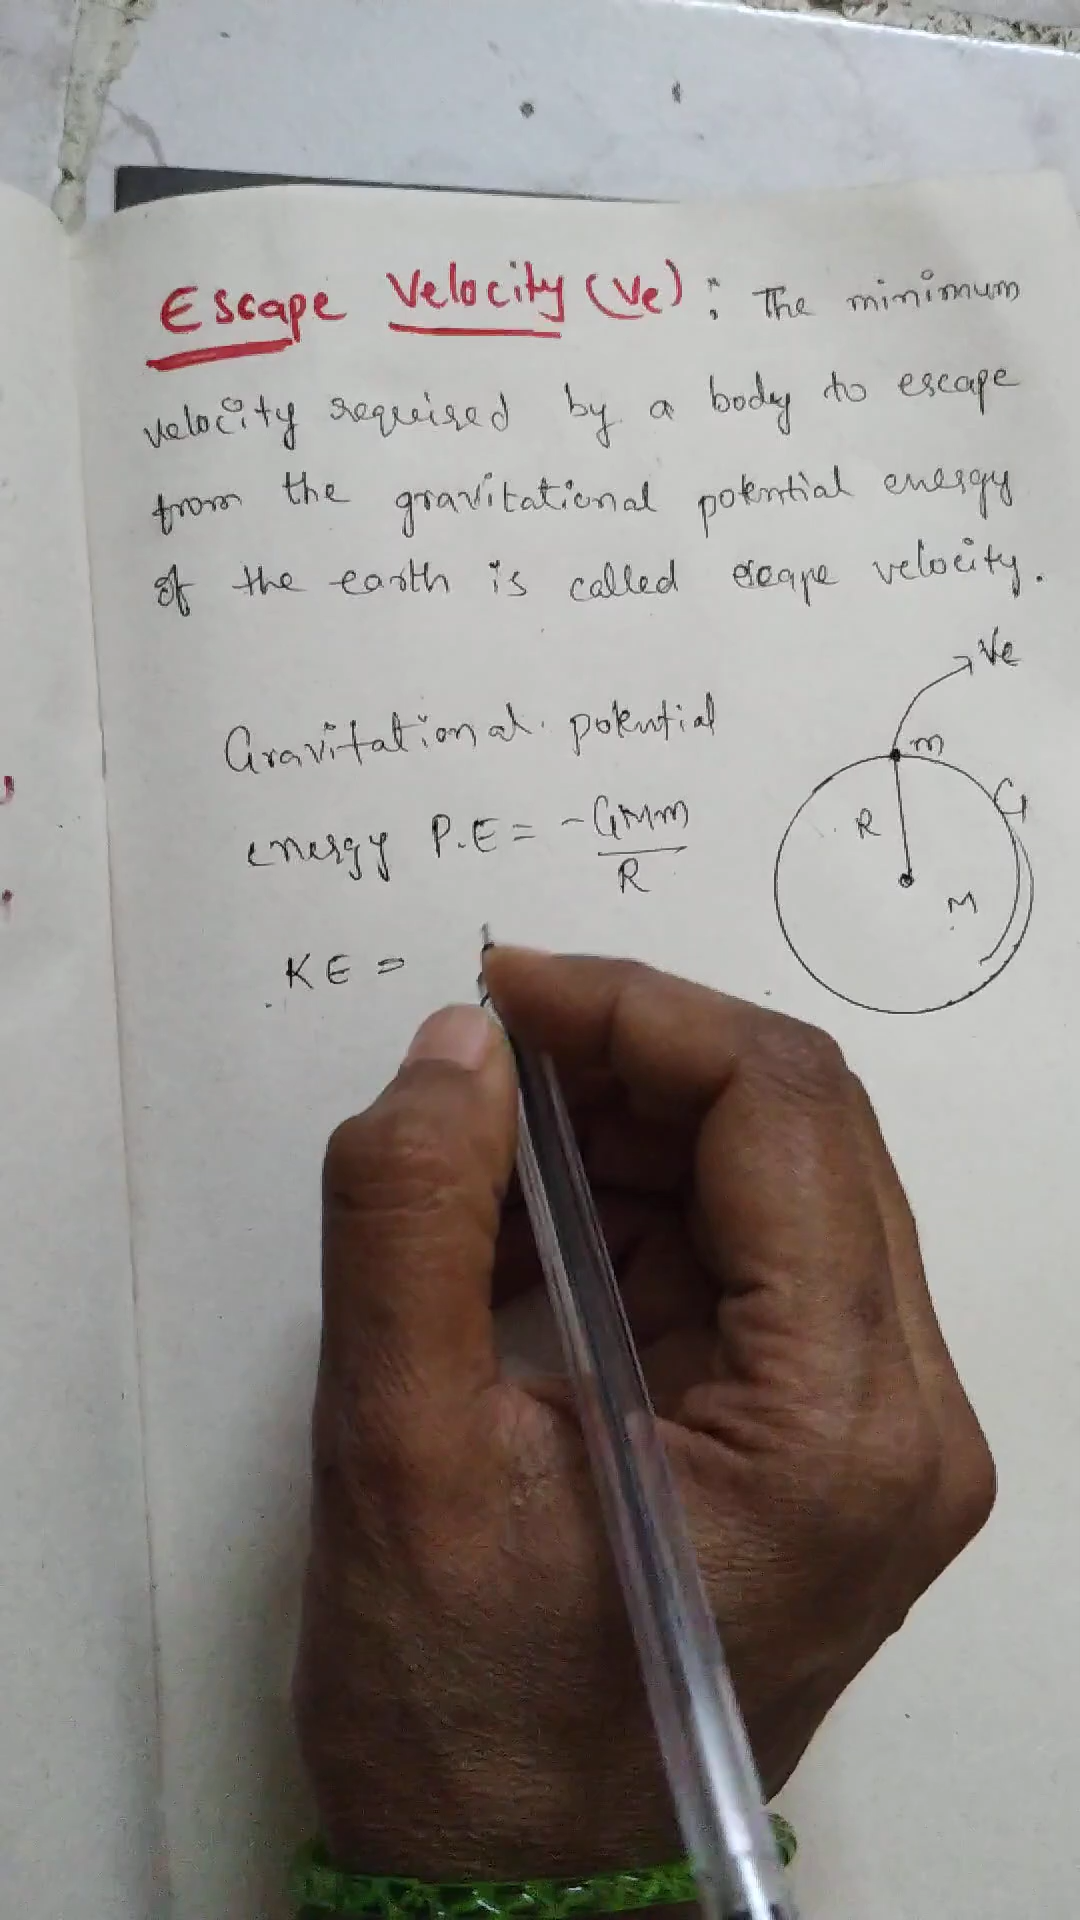 Escape Velocity (Ve) : The minimum
velocity required by a body to escape
from the gravitational potential energy
of the earth is called escape velocity.
Ve
Gravitational potential
m
G
energy P.E = -GMm/R
R
M
KE =